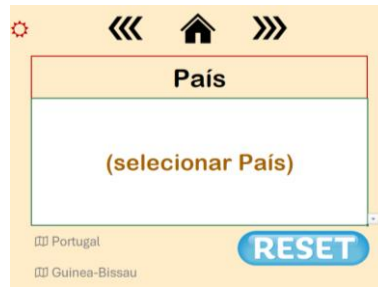 País
(selecionar País)
Portugal
RESET
Guinea-Bissau